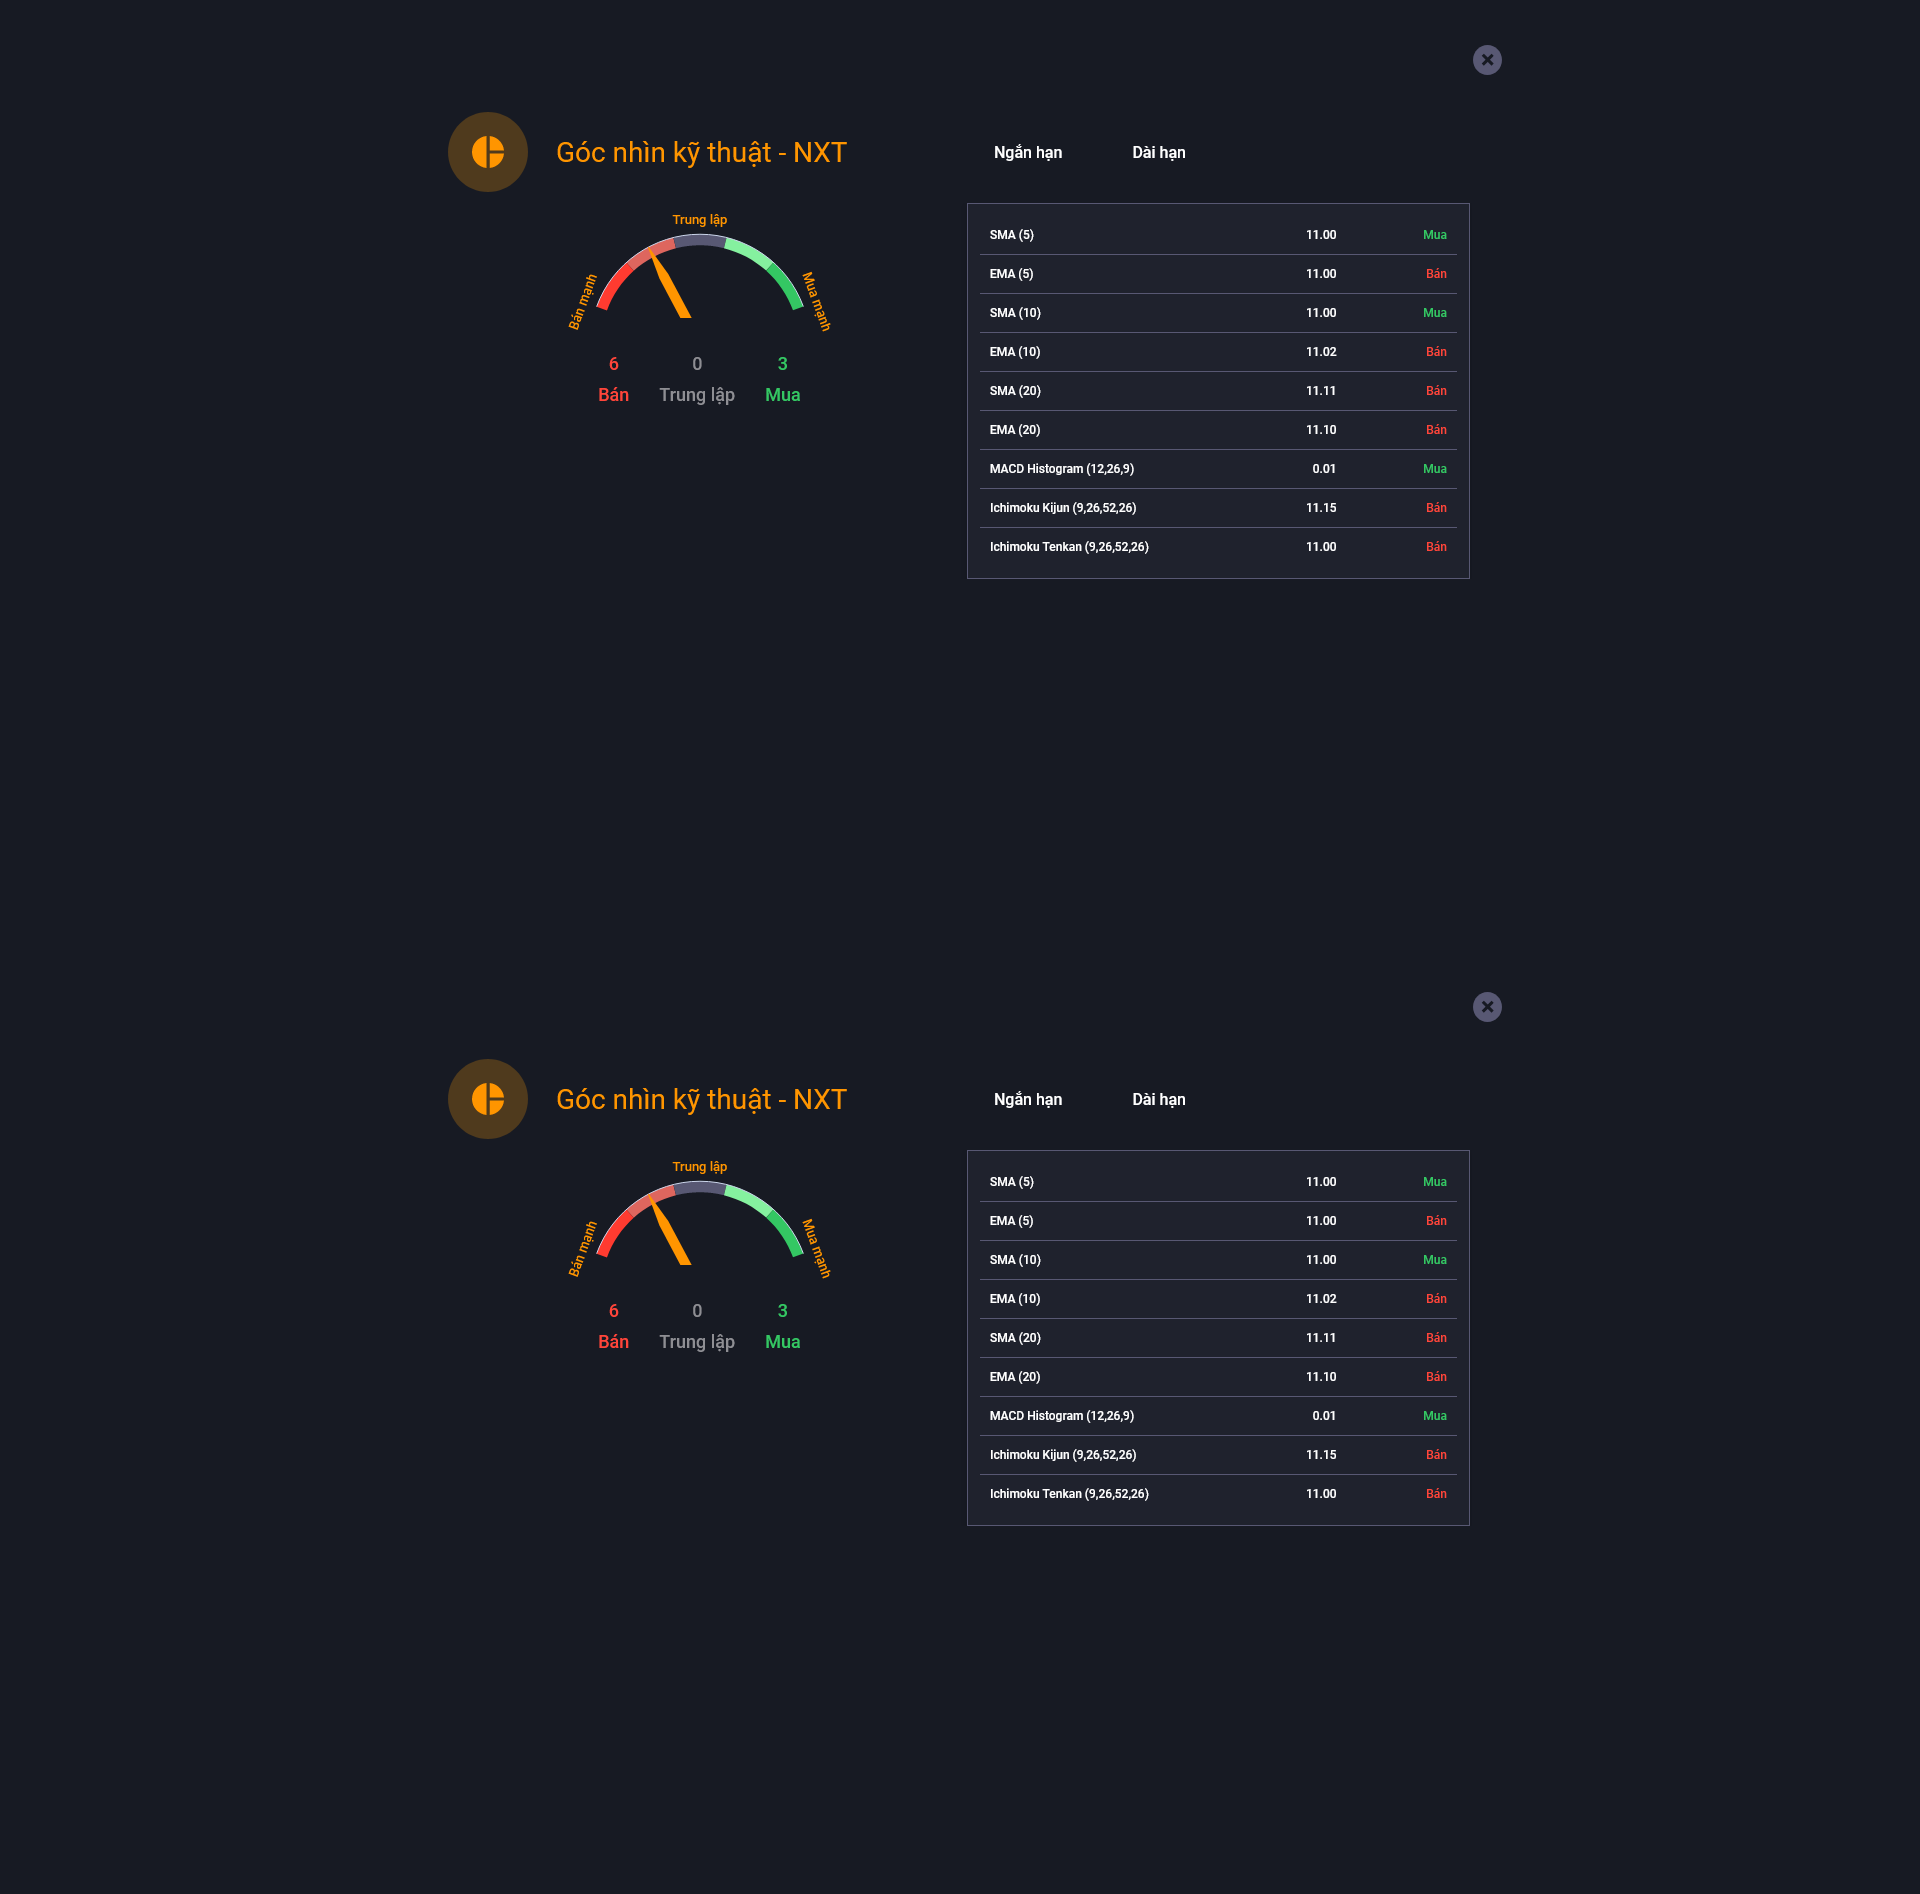 Góc nhìn kỹ thuật - NXT
Ngắn hạn Dài hạn
Trung lập
Bán mạnh
Mua mạnh
6 0 3
Bán Trung lập Mua
SMA (5) 11.00 Mua
EMA (5) 11.00 Bán
SMA (10) 11.00 Mua
EMA (10) 11.02 Bán
SMA (20) 11.11 Bán
EMA (20) 11.10 Bán
MACD Histogram (12,26,9) 0.01 Mua
Ichimoku Kijun (9,26,52,26) 11.15 Bán
Ichimoku Tenkan (9,26,52,26) 11.00 Bán
Góc nhìn kỹ thuật - NXT
Ngắn hạn Dài hạn
Trung lập
Bán mạnh
Mua mạnh
6 0 3
Bán Trung lập Mua
SMA (5) 11.00 Mua
EMA (5) 11.00 Bán
SMA (10) 11.00 Mua
EMA (10) 11.02 Bán
SMA (20) 11.11 Bán
EMA (20) 11.10 Bán
MACD Histogram (12,26,9) 0.01 Mua
Ichimoku Kijun (9,26,52,26) 11.15 Bán
Ichimoku Tenkan (9,26,52,26) 11.00 Bán